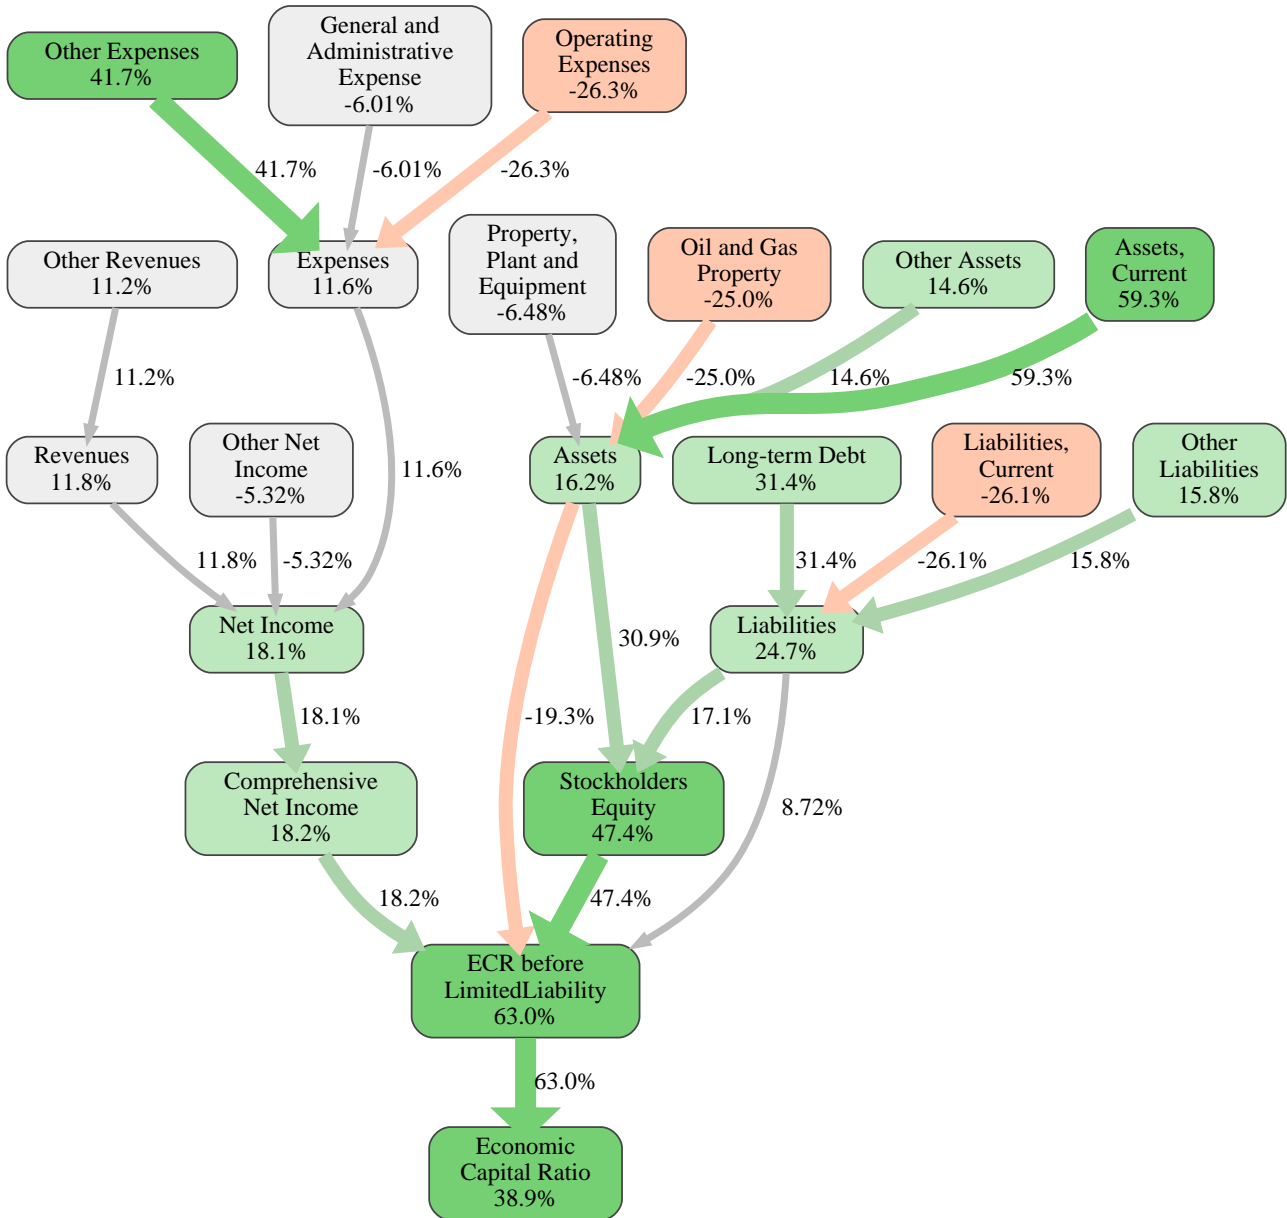 Other Expenses
41.7%
General and
Administrative
Expense
-6.01%
Operating
Expenses
-26.3%
41.7%
-6.01%
-26.3%
Other Revenues
11.2%
Expenses
11.6%
Property,
Plant and
Equipment
-6.48%
Oil and Gas
Property
-25.0%
Other Assets
14.6%
Assets,
Current
59.3%
11.2%
-6.48%
-25.0%
14.6%
59.3%
Revenues
11.8%
Other Net
Income
-5.32%
11.6%
Assets
16.2%
Long-term Debt
31.4%
Liabilities,
Current
-26.1%
Other
Liabilities
15.8%
11.8%
-5.32%
31.4%
-26.1%
15.8%
Net Income
18.1%
30.9%
Liabilities
24.7%
18.1%
-19.3%
17.1%
Comprehensive
Net Income
18.2%
Stockholders
Equity
47.4%
8.72%
18.2%
47.4%
ECR before
LimitedLiability
63.0%
63.0%
Economic
Capital Ratio
38.9%